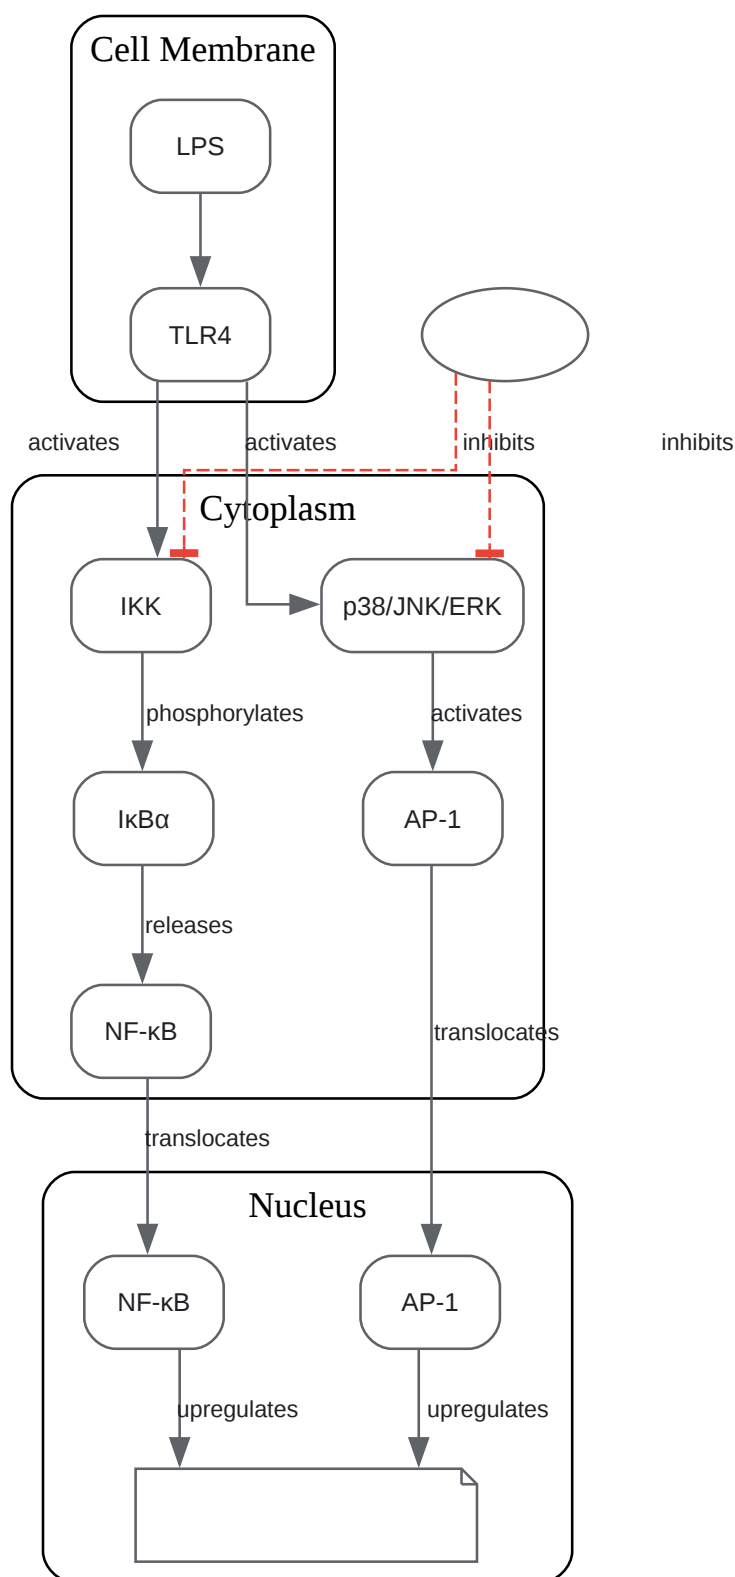 Cell Membrane
LPS
TLR4
activates
activates
inhibits
inhibits
Cytoplasm
IKK
p38/JNK/ERK
phosphorylates
activates
IκBα
AP-1
releases
NF-κB
translocates
translocates
Nucleus
NF-κB
AP-1
upregulates
upregulates